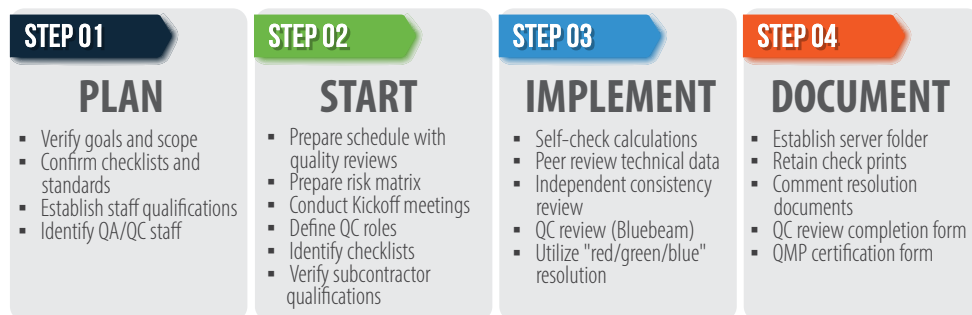 STEP 01
PLAN
▪ Verify goals and scope
▪ Confirm checklists and
standards
▪ Establish staff qualifications
▪ Identify QA/QC staff
STEP 02
START
▪ Prepare schedule with
quality reviews
▪ Prepare risk matrix
▪ Conduct Kickoff meetings
▪ Define QC roles
▪ Identify checklists
▪ Verify subcontractor
qualifications
STEP 03
IMPLEMENT
▪ Self-check calculations
▪ Peer review technical data
▪ Independent consistency
review
▪ QC review (Bluebeam)
▪ Utilize "red/green/blue"
resolution
STEP 04
DOCUMENT
▪ Establish server folder
▪ Retain check prints
▪ Comment resolution
documents
▪ QC review completion form
▪ QMP certification form